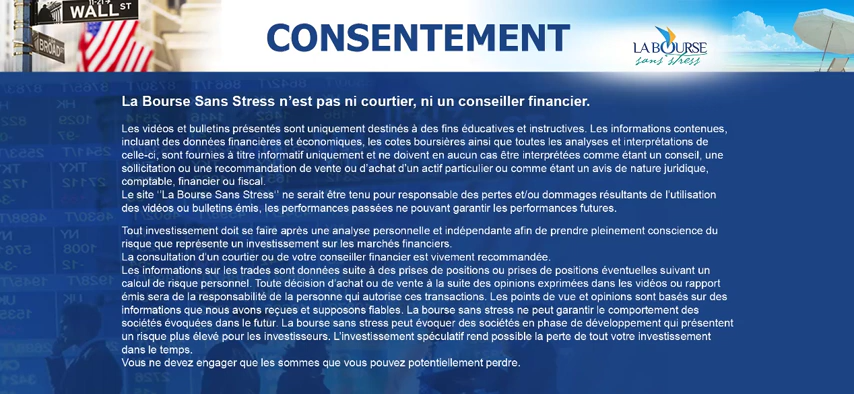 WALL ST
BROAD
CONSENTEMENT
LA BOURSE
sans stress
La Bourse Sans Stress n’est pas ni courtier, ni un conseiller financier.
Les vidéos et bulletins présentés sont uniquement destinés à des fins éducatives et instructives. Les informations contenues,
incluant des données financières et économiques, les cotes boursières ainsi que toutes les analyses et interprétations de
celle-ci, sont fournies à titre informatif uniquement et ne doivent en aucun cas être interprétées comme étant un conseil, une
sollicitation ou une recommandation de vente ou d’achat d’un actif particulier ou comme étant un avis de nature juridique,
comptable, financier ou fiscal.
Le site ‘‘La Bourse Sans Stress’’ ne serait être tenu pour responsable des pertes et/ou dommages résultants de l’utilisation
des vidéos ou bulletins émis, les performances passées ne pouvant garantir les performances futures.
Tout investissement doit se faire après une analyse personnelle et indépendante afin de prendre pleinement conscience du
risque que représente un investissement sur les marchés financiers.
La consultation d’un courtier ou de votre conseiller financier est vivement recommandée.
Les informations sur les trades sont données suite à des prises de positions ou prises de positions éventuelles suivant un
calcul de risque personnel. Toute décision d’achat ou de vente à la suite des opinions exprimées dans les vidéos ou rapport
émis sera de la responsabilité de la personne qui autorise ces transactions. Les points de vue et opinions sont basés sur des
informations que nous avons reçues et supposons fiables. La bourse sans stress ne peut garantir le comportement des
sociétés évoquées dans le futur. La bourse sans stress peut évoquer des sociétés en phase de développement qui présentent
un risque plus élevé pour les investisseurs. L’investissement spéculatif rend possible la perte de tout votre investissement
dans le temps.
Vous ne devez engager que les sommes que vous pouvez potentiellement perdre.